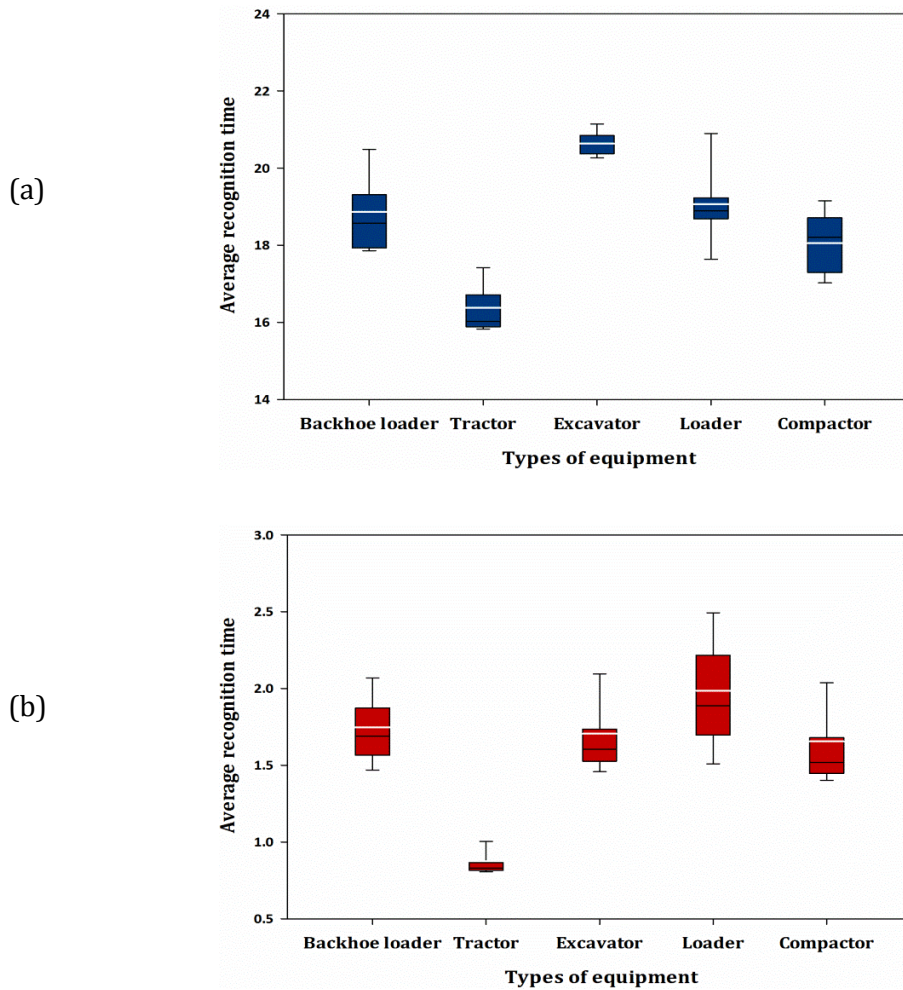 (a)
Average recognition time
24
22
20
18
16
14
Backhoe loader Tractor Excavator Loader Compactor
Types of equipment
(b)
Average recognition time
3.0
2.5
2.0
1.5
1.0
0.5
Backhoe loader Tractor Excavator Loader Compactor
Types of equipment